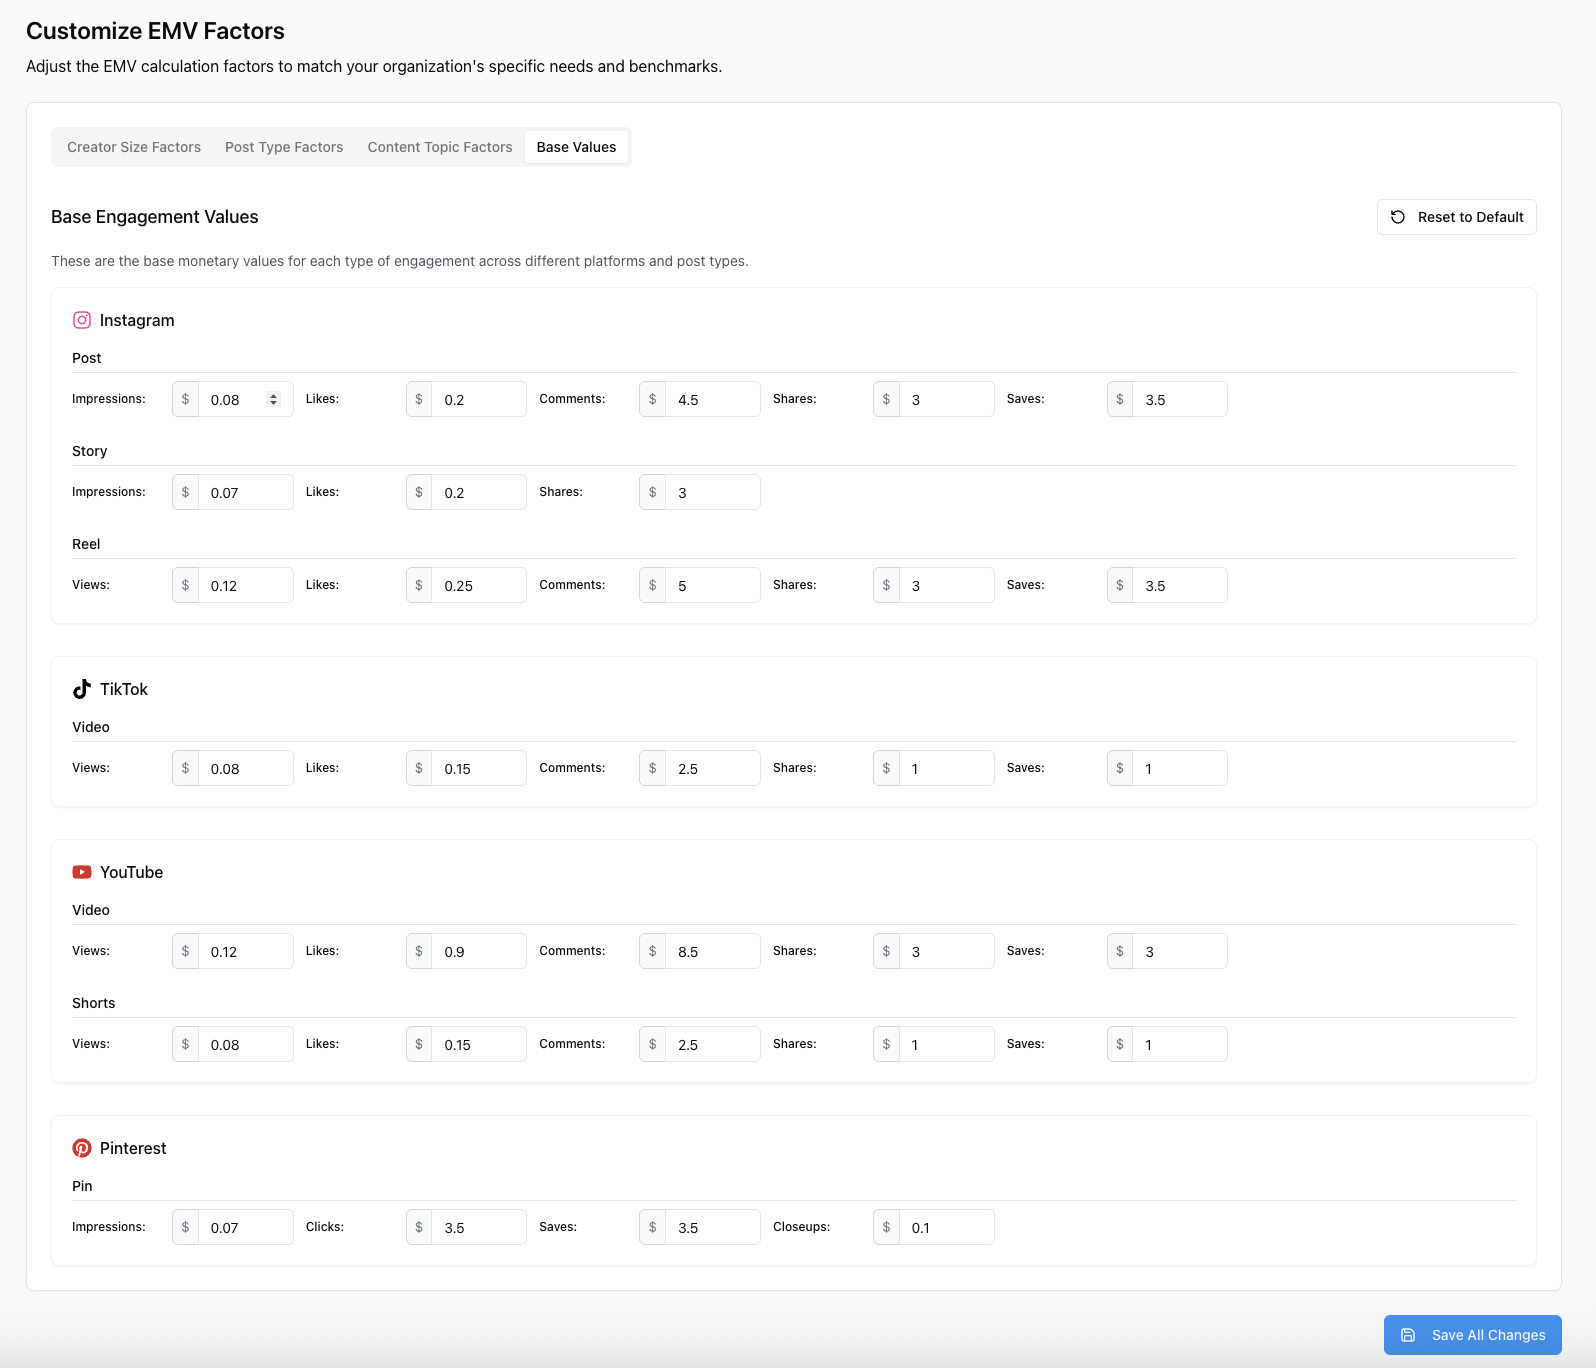 Customize EMV Factors
Adjust the EMV calculation factors to match your organization's specific needs and benchmarks.
Creator Size Factors Post Type Factors Content Topic Factors Base Values
Base Engagement Values Reset to Default
These are the base monetary values for each type of engagement across different platforms and post types.
Instagram
Post
Impressions: $ 0.08 Likes: $ 0.2 Comments: $ 4.5 Shares: $ 3 Saves: $ 3.5
Story
Impressions: $ 0.07 Likes: $ 0.2 Shares: $ 3
Reel
Views: $ 0.12 Likes: $ 0.25 Comments: $ 5 Shares: $ 3 Saves: $ 3.5
TikTok
Video
Views: $ 0.08 Likes: $ 0.15 Comments: $ 2.5 Shares: $ 1 Saves: $ 1
YouTube
Video
Views: $ 0.12 Likes: $ 0.9 Comments: $ 8.5 Shares: $ 3 Saves: $ 3
Shorts
Views: $ 0.08 Likes: $ 0.15 Comments: $ 2.5 Shares: $ 1 Saves: $ 1
Pinterest
Pin
Impressions: $ 0.07 Clicks: $ 3.5 Saves: $ 3.5 Closeups: $ 0.1
Save All Changes